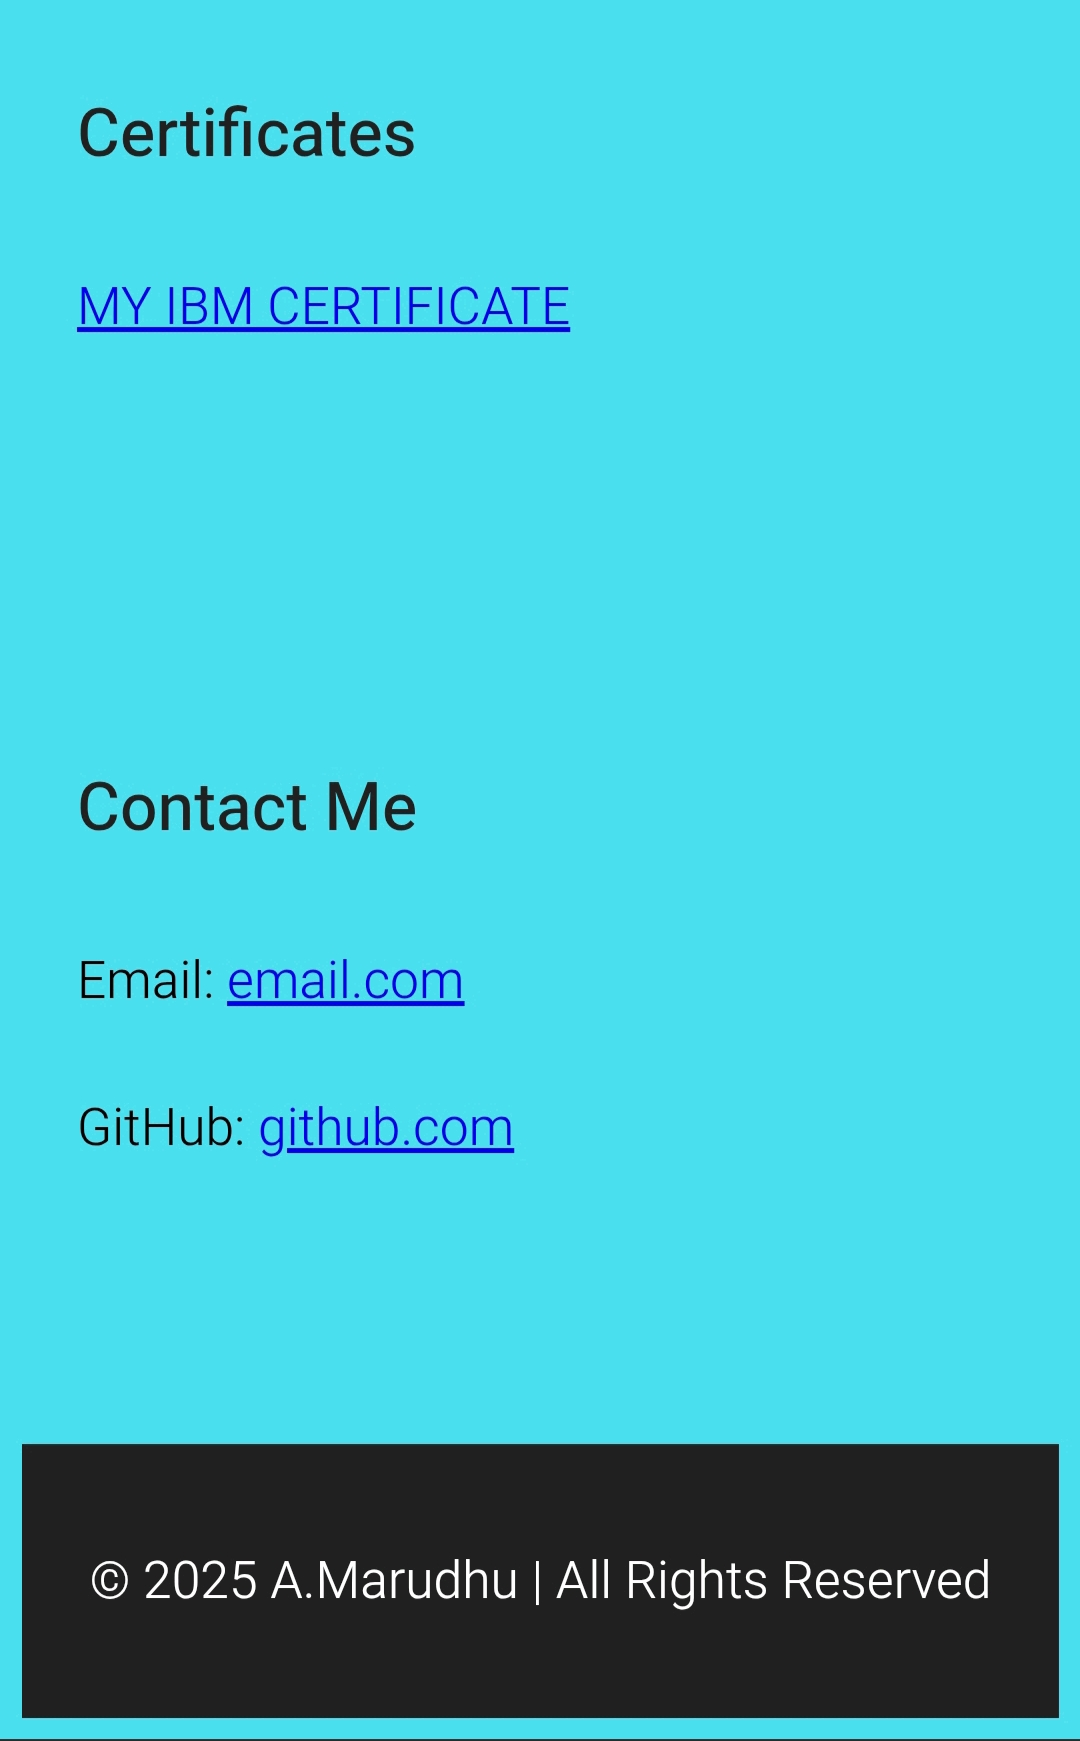 Certificates
MY IBM CERTIFICATE
Contact Me
Email: email.com
GitHub: github.com
© 2025 A.Marudhu | All Rights Reserved